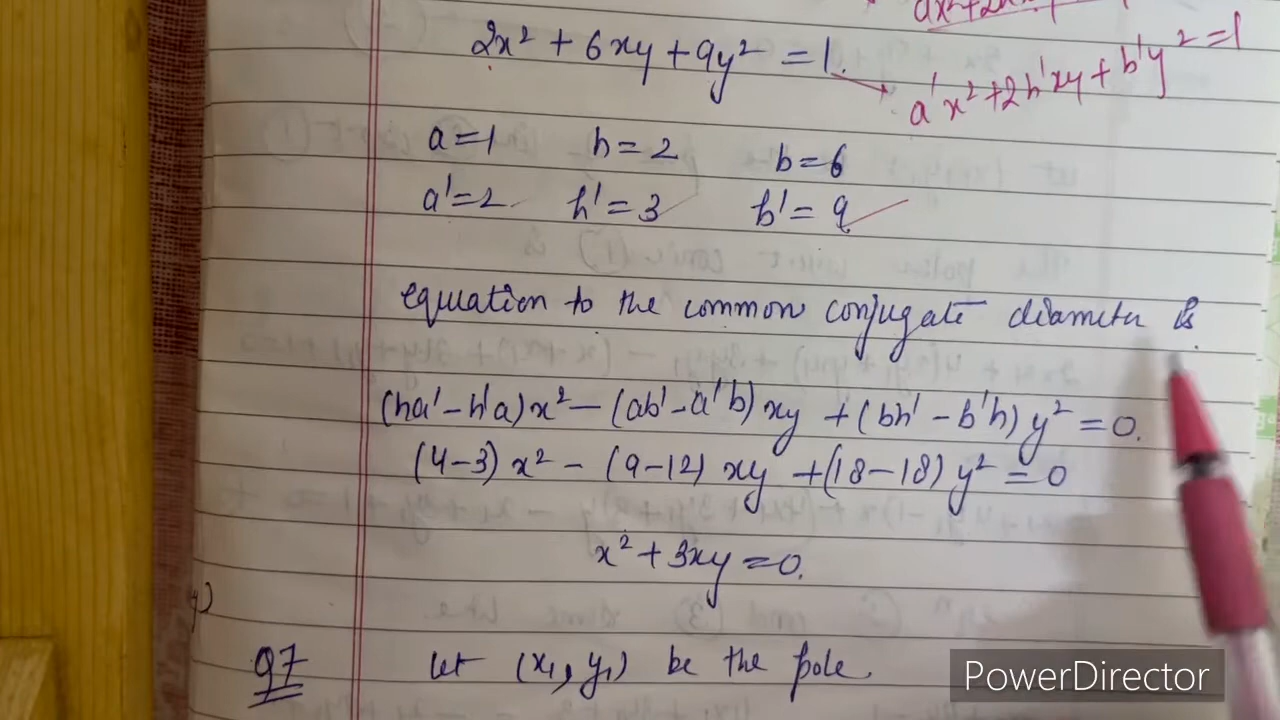 2x² + 6xy + 9y² = 1.
a'x² + 2h'xy + b'y² = 1
a = 1 h = 2 b = 6
a' = 2 h' = 3 b' = 9
equation to the common conjugate diameter is.
(ha' - h'a)x² - (ab' - a'b)xy + (bh' - b'h)y² = 0.
(4-3)x² - (9-12)xy + (18-18)y² = 0
x² + 3xy = 0.
Q7 let (x₁, y₁) be the pole.
PowerDirector